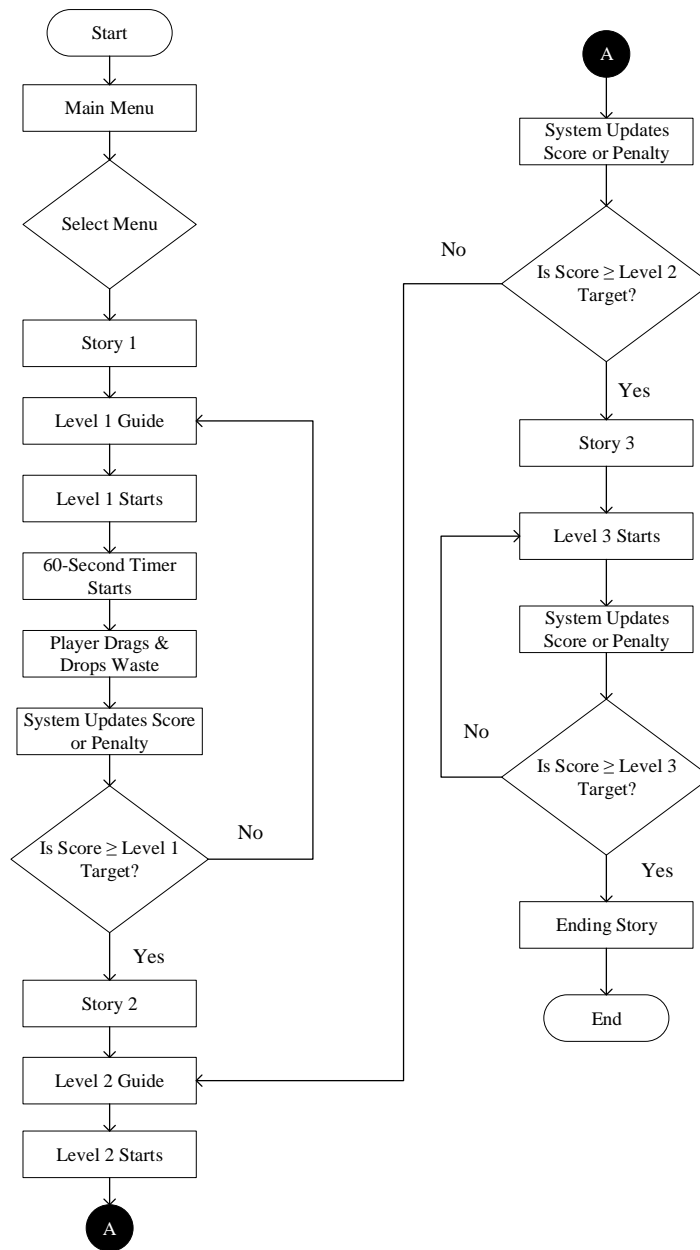 Start
Main Menu
Select Menu
Story 1
Level 1 Guide
Level 1 Starts
60-Second Timer
Starts
Player Drags &
Drops Waste
System Updates Score
or Penalty
Is Score ≥ Level 1
Target?
No
Yes
Story 2
Level 2 Guide
Level 2 Starts
A
A
System Updates
Score or Penalty
Is Score ≥ Level 2
Target?
No
Yes
Story 3
Level 3 Starts
System Updates
Score or Penalty
Is Score ≥ Level 3
Target?
No
Yes
Ending Story
End